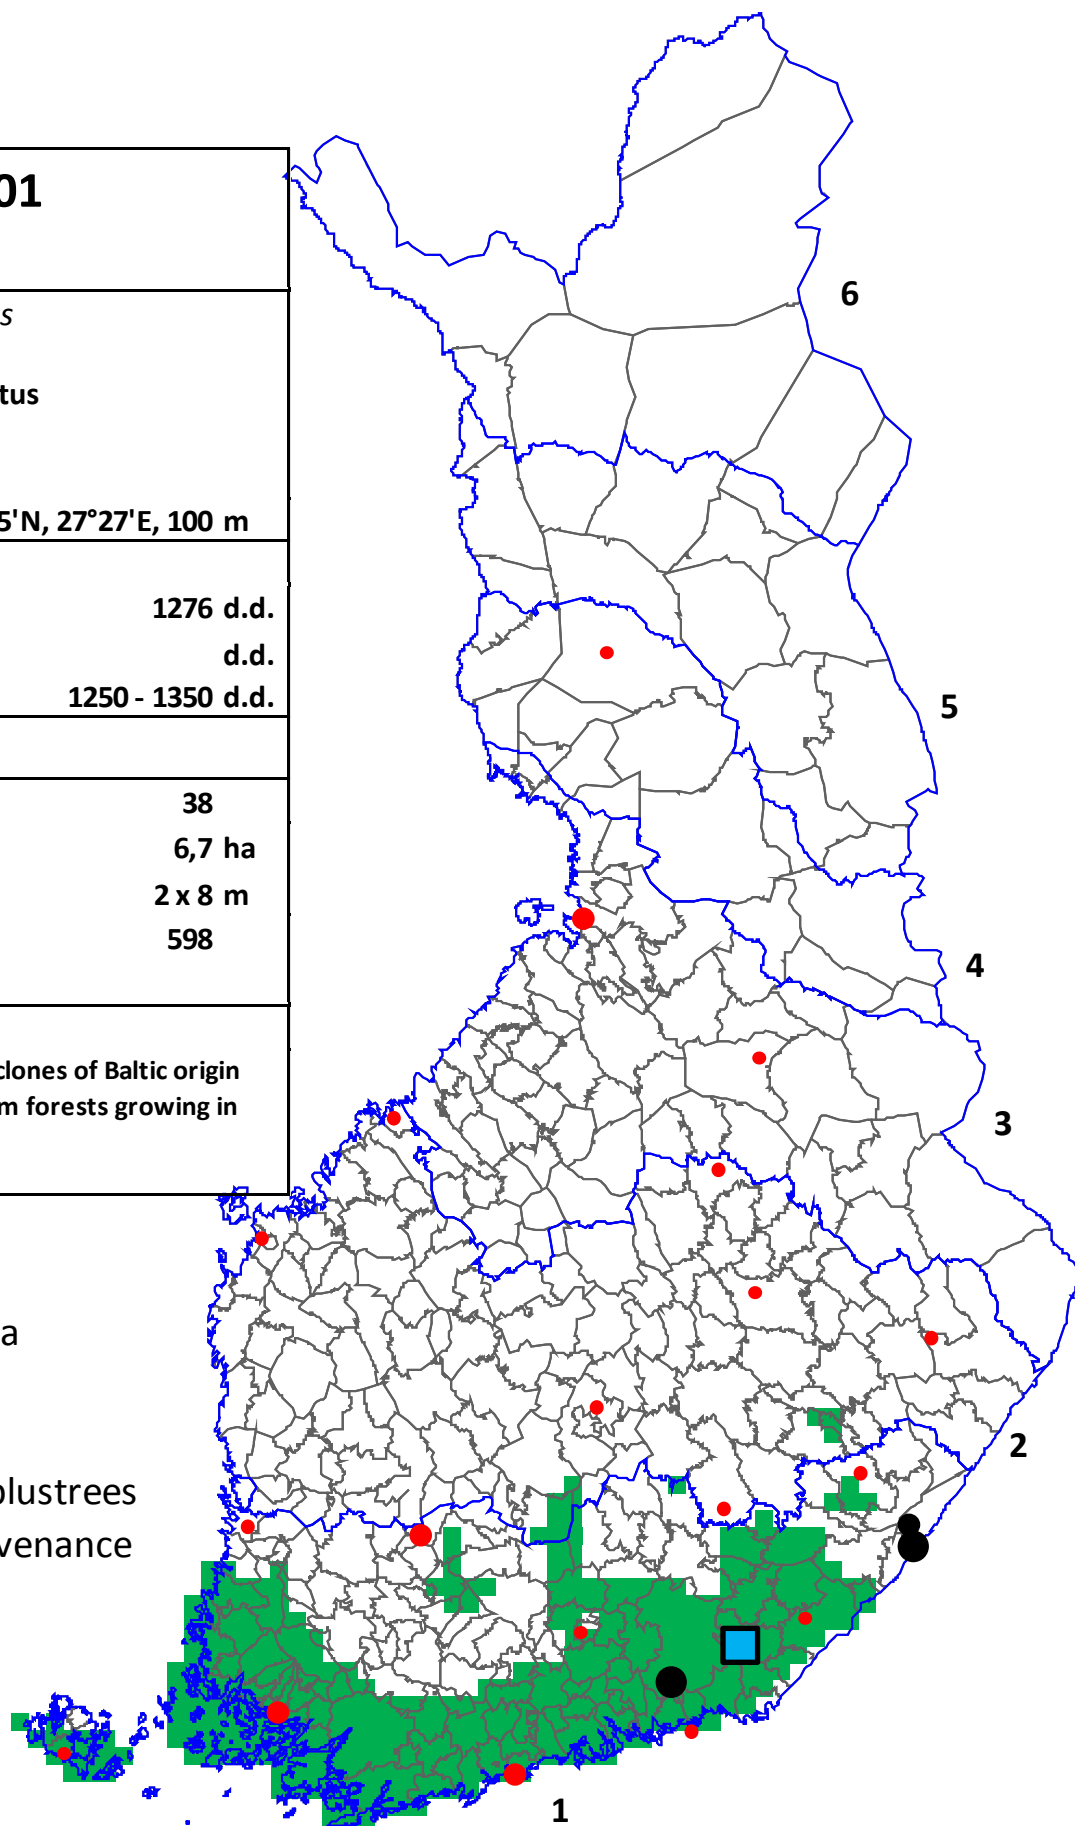 01
s
tus
5'N, 27°27'E, 100 m
1276 d.d.
d.d.
1250 - 1350 d.d.
38
6,7 ha
2 x 8 m
598
clones of Baltic origin
m forests growing in
a
plustrees
venance
6
5
4
3
2
1